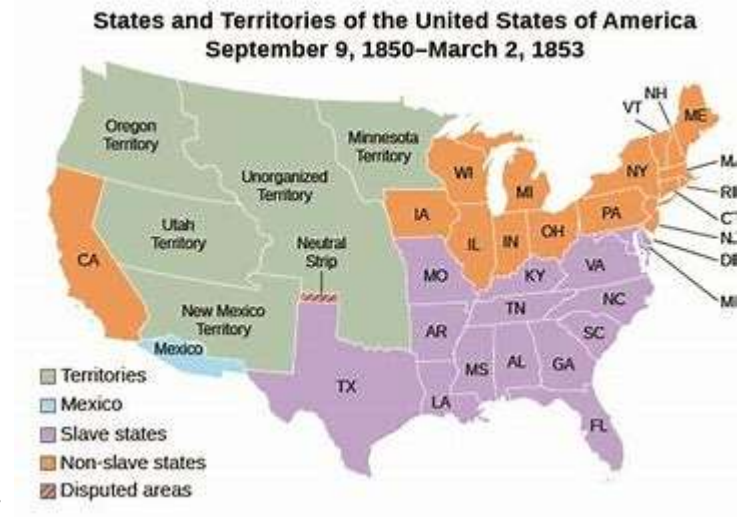 States and Territories of the United States of America
September 9, 1850–March 2, 1853
Oregon
Territory
Unorganized
Territory
Minnesota
Territory
Utah
Territory
Neutral
Strip
New Mexico
Territory
Mexico
CA
TX
WI
MI
IA
IL
IN
OH
PA
NY
VT
NH
ME
RI
CT
MO
KY
VA
NC
TN
AR
SC
MS
AL
GA
LA
FL
Territories
Mexico
Slave states
Non-slave states
Disputed areas